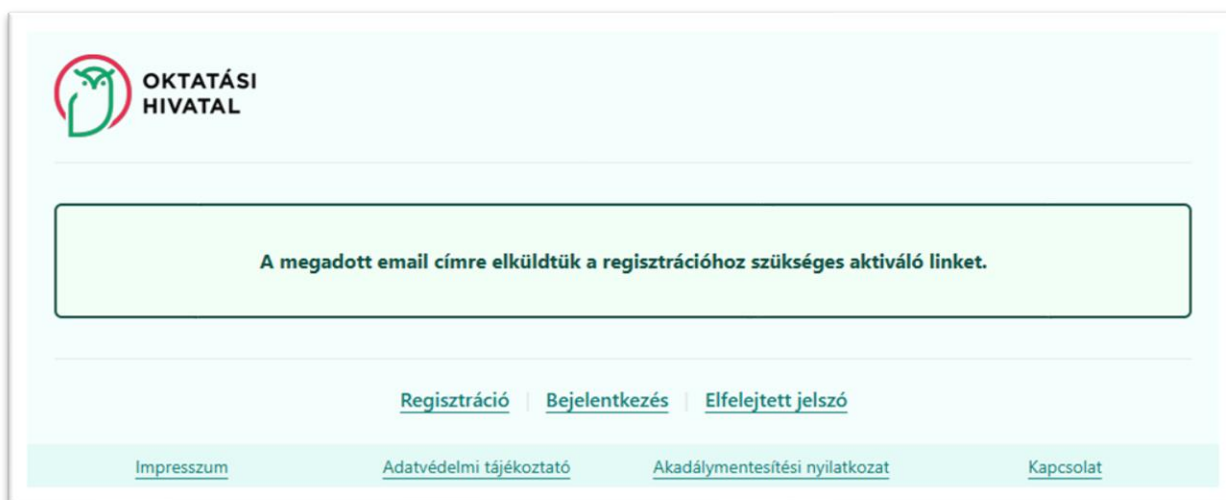 OKTATÁSI
HIVATAL
A megadott email címre elküldtük a regisztrációhoz szükséges aktiváló linket.
Regisztráció Bejelentkezés Elfelejtett jelszó
Impresszum Adatvédelmi tájékoztató Akadálymentesítési nyilatkozat Kapcsolat